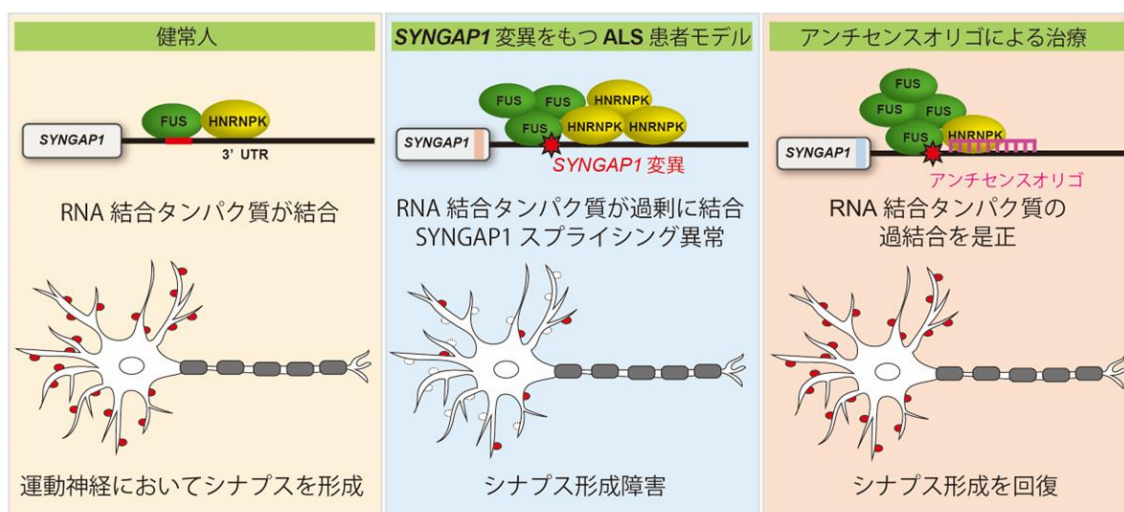 健常人
FUS
HNRNPK
SYNGAP1
3' UTR
RNA 結合タンパク質が結合
運動神経においてシナプスを形成
SYNGAP1 変異をもつ ALS 患者モデル
FUS
FUS
HNRNPK
FUS
HNRNPK
HNRNPK
SYNGAP1
SYNGAP1 変異
RNA 結合タンパク質が過剰に結合
SYNGAP1 スプライシング異常
シナプス形成障害
アンチセンスオリゴによる治療
FUS
FUS
FUS
FUS
HNRNPK
SYNGAP1
アンチセンスオリゴ
RNA 結合タンパク質の
過結合を是正
シナプス形成を回復